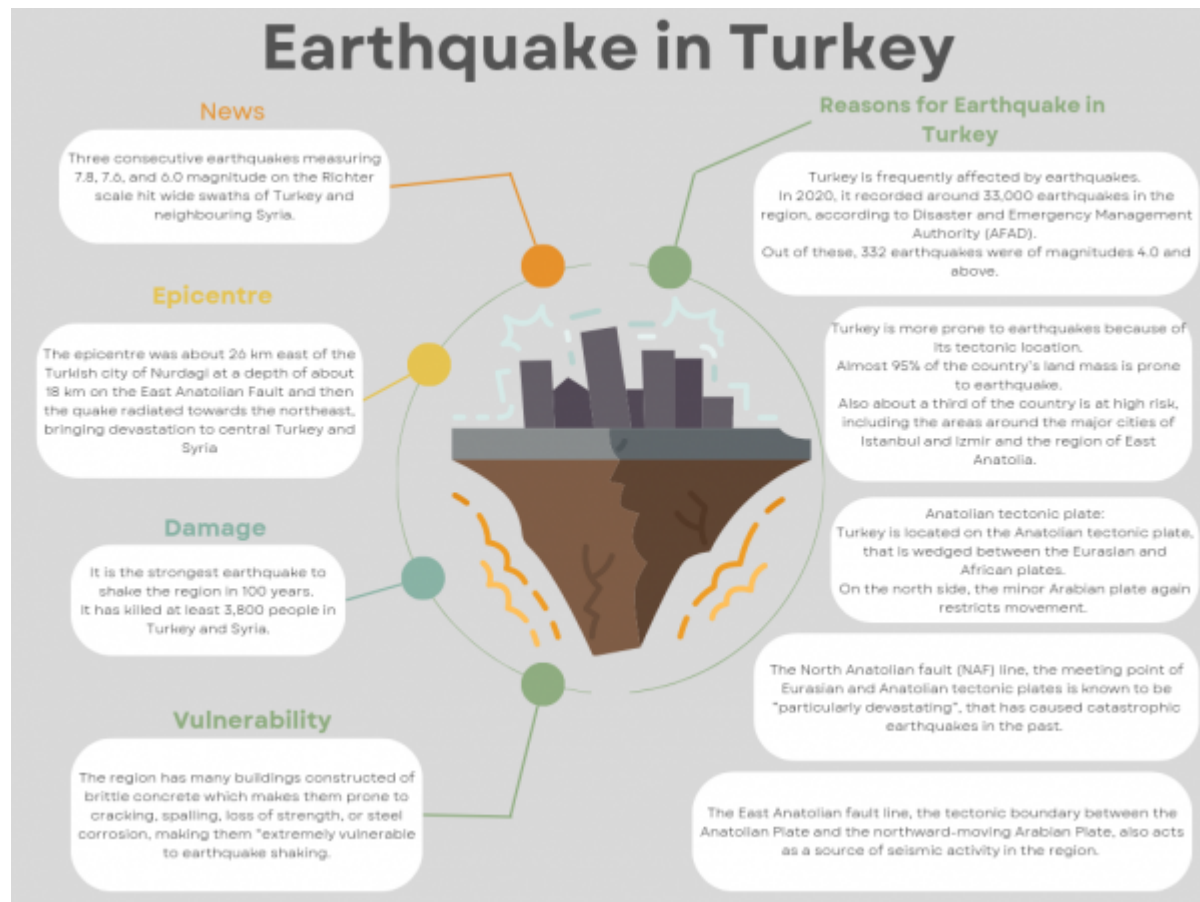 Earthquake in Turkey
News
Three consecutive earthquakes measuring
7.8, 7.6, and 6.0 magnitude on the Richter
scale hit wide swaths of Turkey and
neighbouring Syria.
Epicentre
The epicentre was about 26 km east of the
Turkish city of Nurdagi at a depth of about
18 km on the East Anatolian Fault and then
the quake radiated towards the northeast,
bringing devastation to central Turkey and
Syria
Damage
It is the strongest earthquake to
shake the region in 100 years.
It has killed at least 3,800 people in
Turkey and Syria.
Vulnerability
The region has many buildings constructed of
brittle concrete which makes them prone to
cracking, spalling, loss of strength, or steel
corrosion, making them "extremely vulnerable
to earthquake shaking.
Reasons for Earthquake in
Turkey
Turkey is frequently affected by earthquakes.
In 2020, it recorded around 33,000 earthquakes in the
region, according to Disaster and Emergency Management
Authority (AFAD).
Out of these, 332 earthquakes were of magnitudes 4.0 and
above.
Turkey is more prone to earthquakes because of
its tectonic location.
Almost 95% of the country's land mass is prone
to earthquake.
Also about a third of the country is at high risk,
including the areas around the major cities of
Istanbul and Izmir and the region of East
Anatolia.
Anatolian tectonic plate:
Turkey is located on the Anatolian tectonic plate,
that is wedged between the Eurasian and
African plates.
On the north side, the minor Arabian plate again
restricts movement.
The North Anatolian fault (NAF) line, the meeting point of
Eurasian and Anatolian tectonic plates is known to be
"particularly devastating", that has caused catastrophic
earthquakes in the past.
The East Anatolian fault line, the tectonic boundary between the
Anatolian Plate and the northward-moving Arabian Plate, also acts
as a source of seismic activity in the region.